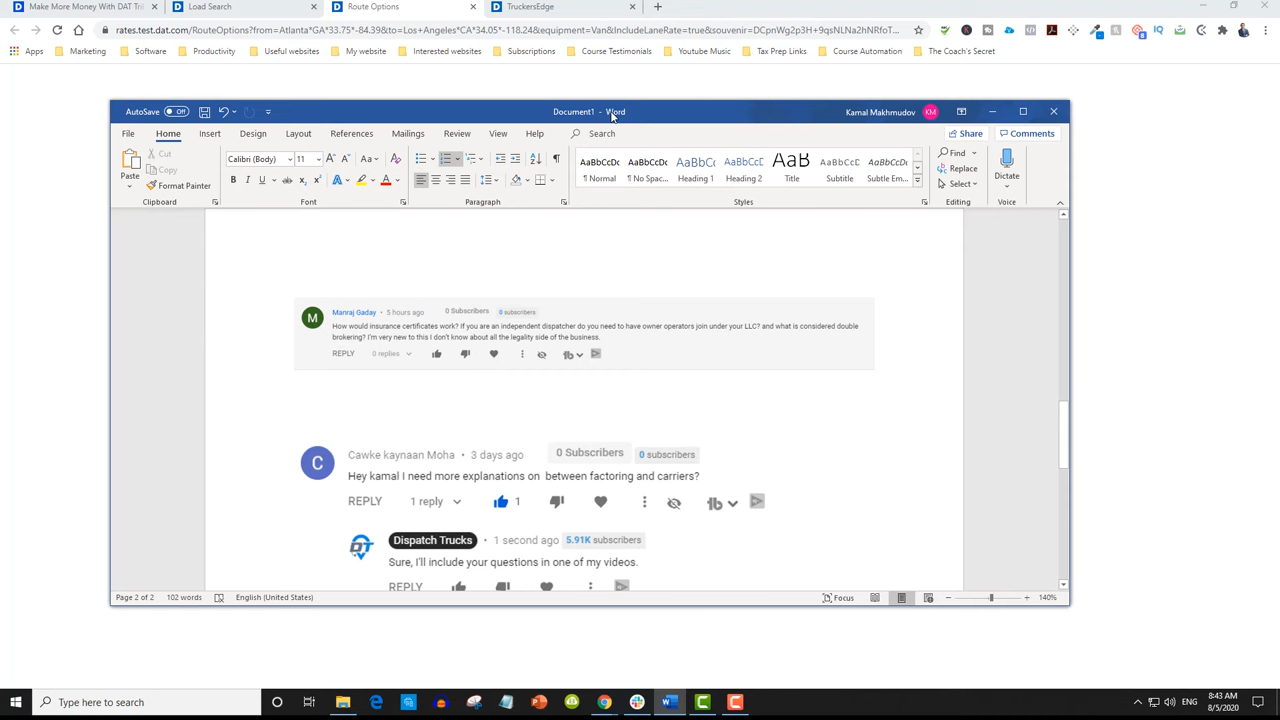 Make More Money With DAT Tri
Load Search
Route Options
TruckersEdge
rates.test.dat.com/RouteOptions?from=Atlanta*GA*33.75*-84.39&to=Los+Angeles*CA*34.05*-118.24&equipment=Van&IncludeLaneRate=true&souvenir=DCpnWg2p3H+9qsNLNa2hNRfoT...
Apps
Marketing
Software
Productivity
Useful websites
My website
Interested websites
Subscriptions
Course Testimonials
Youtube Music
Tax Prep Links
Course Automation
The Coach's Secret
AutoSave Off
Document1 - Word
Kamal Makhmudov KM
File Home Insert Design Layout References Mailings Review View Help Search
Share Comments
Paste
Cut
Copy
Format Painter
Clipboard
Calibri (Body) 11
Font
Paragraph
AaBbCcDc AaBbCcDc AaBbCc AaBbCcD AaB AaBbCcD AaBbCcDc
¶ Normal ¶ No Spac... Heading 1 Heading 2 Title Subtitle Subtle Em...
Styles
Find
Replace
Select
Editing
Dictate
Voice
M
Manraj Gaday • 5 hours ago 0 Subscribers 0 subscribers
How would insurance certificates work? If you are an independent dispatcher do you need to have owner operators join under your LLC? and what is considered double
brokering? I'm very new to this I don't know about all the legality side of the business.
REPLY 0 replies
C
Cawke kaynaan Moha • 3 days ago 0 Subscribers 0 subscribers
Hey kamal I need more explanations on between factoring and carriers?
REPLY 1 reply 1
DT
Dispatch Trucks • 1 second ago 5.91K subscribers
Sure, I'll include your questions in one of my videos.
REPLY
Page 2 of 2 102 words English (United States) Focus 140%
Type here to search
ENG
8:43 AM
8/5/2020